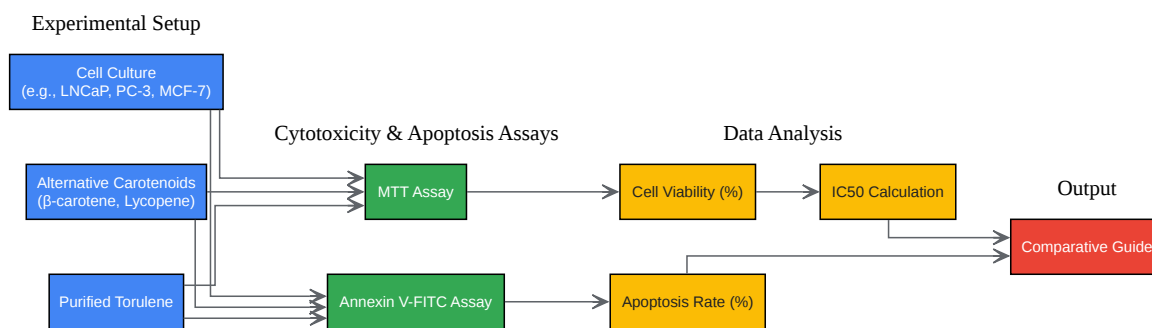 Experimental Setup
Cell Culture
(e.g., LNCaP, PC-3, MCF-7)
Cytotoxicity & Apoptosis Assays
Data Analysis
Alternative Carotenoids
(β-carotene, Lycopene)
MTT Assay
Cell Viability (%)
IC50 Calculation
Output
Comparative Guide
Purified Torulene
Annexin V-FITC Assay
Apoptosis Rate (%)